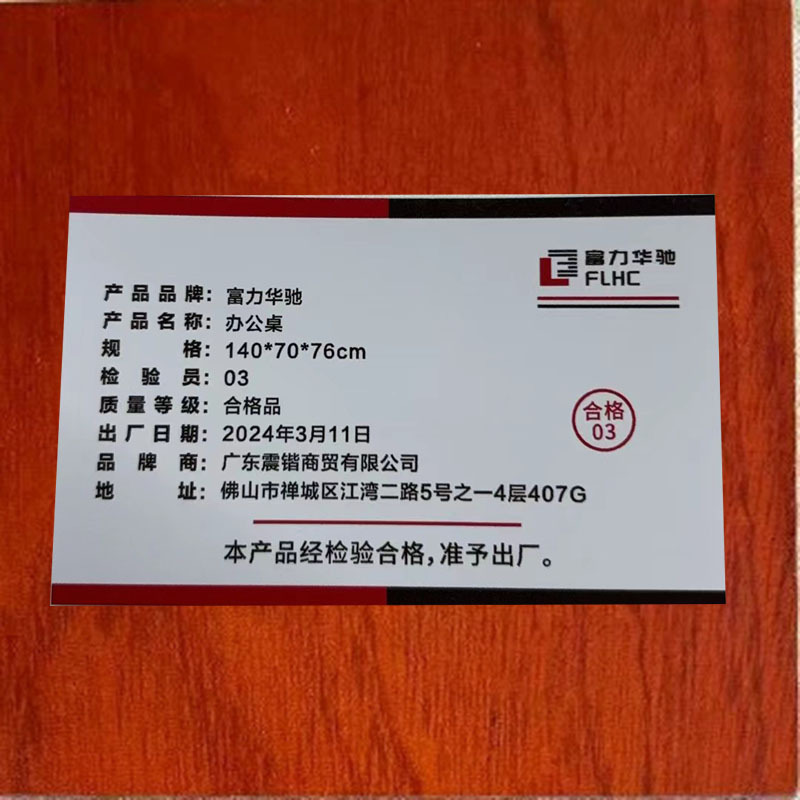 富力华驰
FLHC
产品品牌：富力华驰
产品名称：办公桌
规格：140*70*76cm
检验员：03
质量等级：合格品
出厂日期：2024年3月11日
品牌商：广东震锴商贸有限公司
地址：佛山市禅城区江湾二路5号之一4层407G
合格
03
本产品经检验合格，准予出厂。